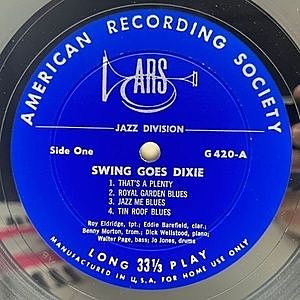 AMERICAN RECORDING SOCIETY
ARS
JAZZ DIVISION
Side One
G 420-A
SWING GOES DIXIE
1. THAT'S A PLENTY
2. ROYAL GARDEN BLUES
3. JAZZ ME BLUES
4. TIN ROOF BLUES
Roy Eldridge, tpt; Eddie Barefield, clar.;
Benny Morton, trom.; Dick Wellstood, piano;
Walter Page, bass; Jo Jones, drums
LONG 33⅓ PLAY
MANUFACTURED IN U.S.A. FOR HOME USE ONLY